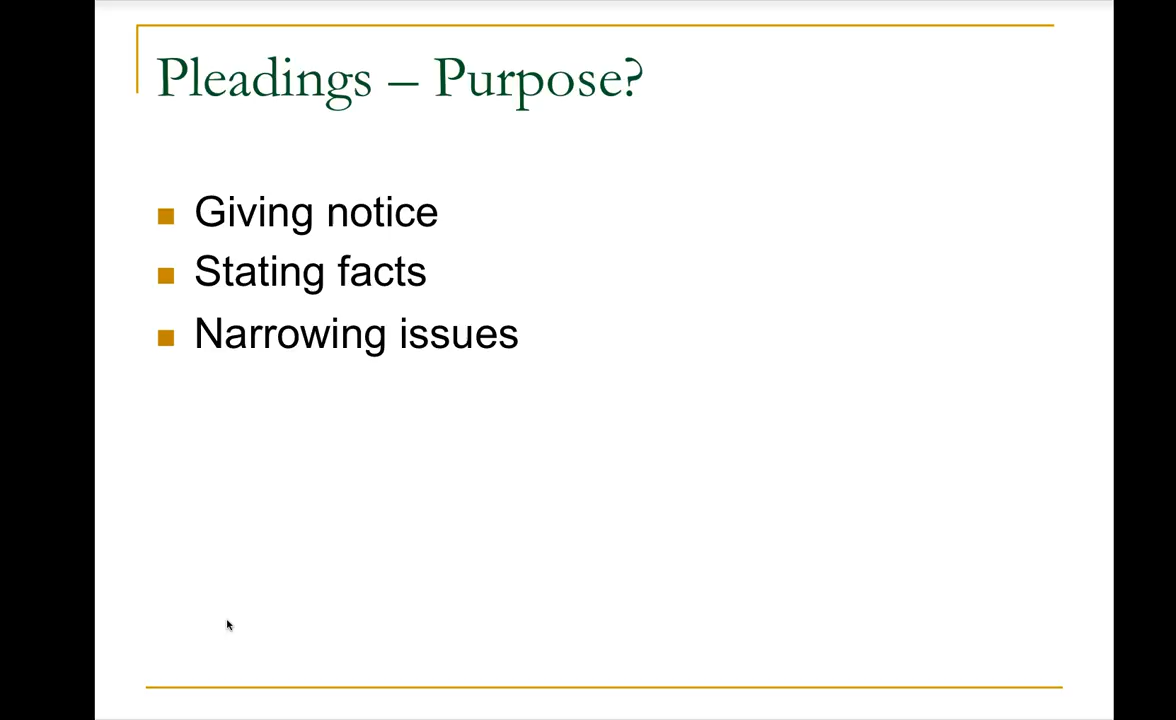 Pleadings – Purpose?
Giving notice
Stating facts
Narrowing issues